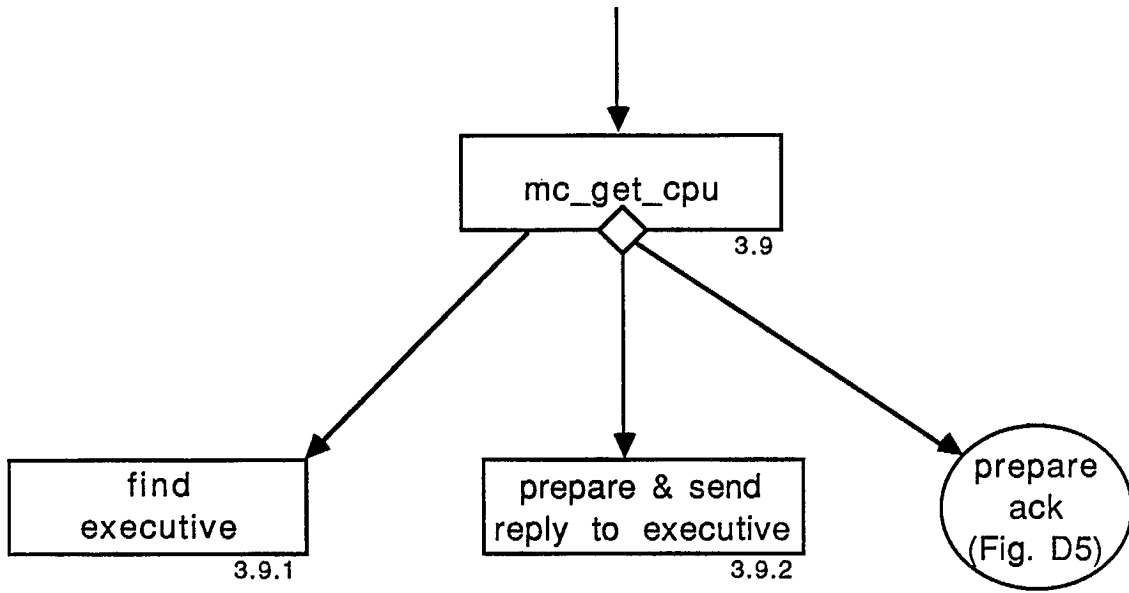 mc_get_cpu
3.9
find
executive
3.9.1
prepare & send
reply to executive
3.9.2
prepare
ack
(Fig. D5)